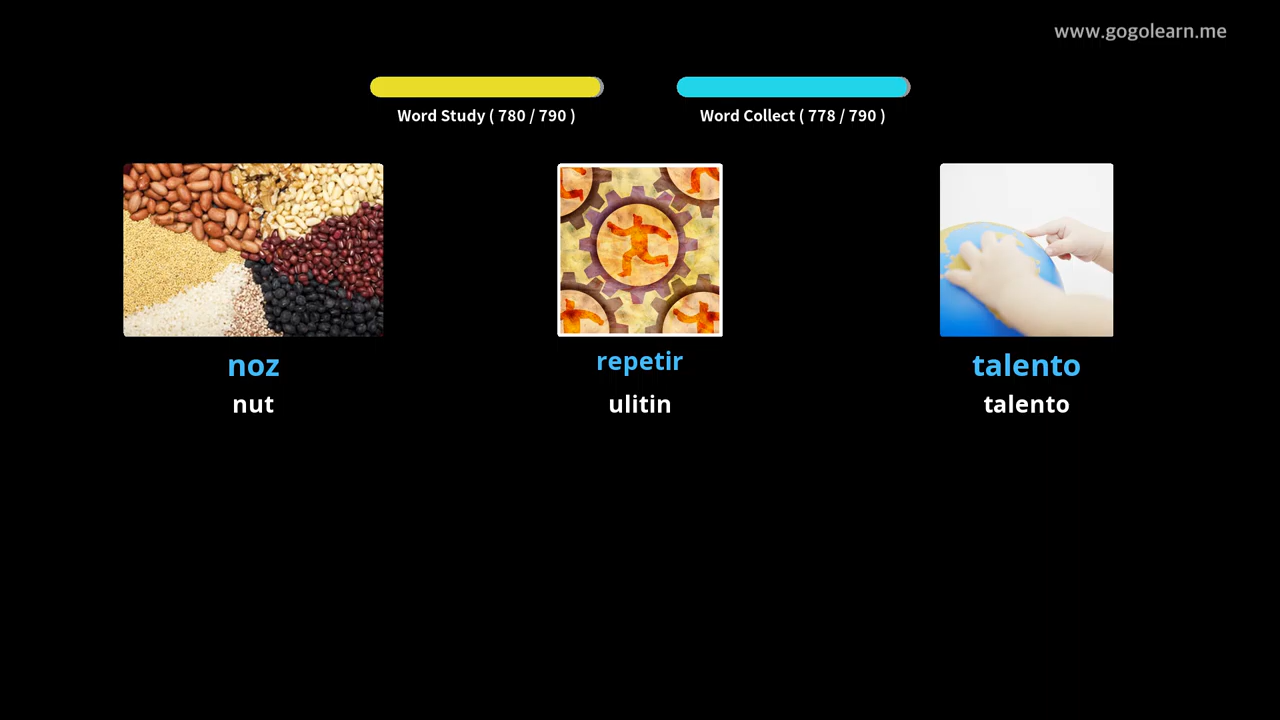 www.gogolearn.me
Word Study ( 780 / 790 )
Word Collect ( 778 / 790 )
noz
nut
repetir
ulitin
talento
talento